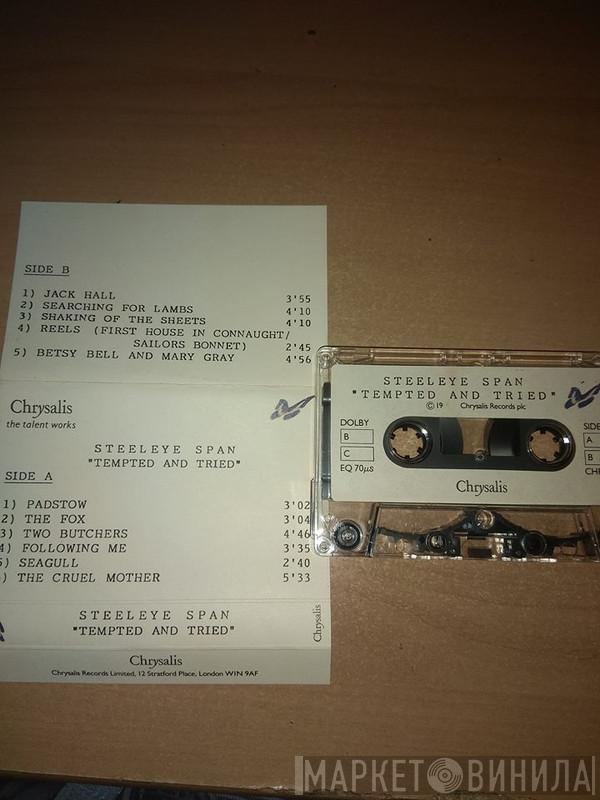 SIDE B
1) JACK HALL 3'55
2) SEARCHING FOR LAMBS 4'10
3) SHAKING OF THE SHEETS 4'10
4) REELS (FIRST HOUSE IN CONNAUGHT/
SAILORS BONNET) 2'45
5) BETSY BELL AND MARY GRAY 4'56
Chrysalis
the talent works
STEELEYE SPAN
"TEMPTED AND TRIED"
SIDE A
1) PADSTOW 3'02
2) THE FOX 3'04
3) TWO BUTCHERS 4'46
4) FOLLOWING ME 3'35
5) SEAGULL 2'40
) THE CRUEL MOTHER 5'33
STEELEYE SPAN
"TEMPTED AND TRIED"
Chrysalis
Chrysalis
Chrysalis Records Limited, 12 Stratford Place, London W1N 9AF
STEELEYE SPAN
"TEMPTED AND TRIED"
© 19 Chrysalis Records plc
DOLBY
B
C
EQ 70µs
SIDE
A
B
CHR
Chrysalis
МАРКЕТ ВИНИЛА